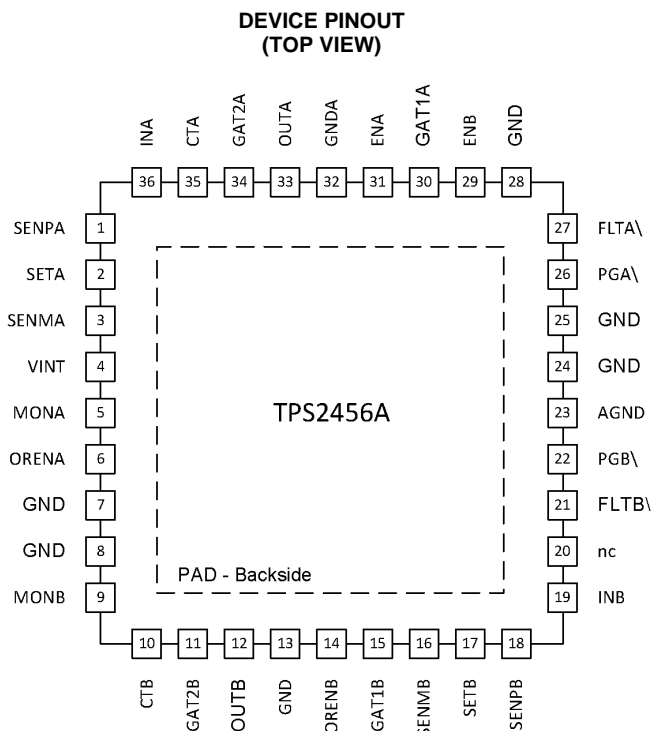 DEVICE PINOUT
(TOP VIEW)
INA CTA GAT2A OUTA GNDA ENA GAT1A ENB GND
36 35 34 33 32 31 30 29 28
SENPA 1 27 FLTA\
SETA 2 26 PGA\
SENMA 3 25 GND
VINT 4 24 GND
MONA 5 23 AGND
TPS2456A
ORENA 6 22 PGB\
GND 7 21 FLTB\
GND 8 20 nc
PAD - Backside
MONB 9 19 INB
10 11 12 13 14 15 16 17 18
CTB GAT2B OUTB GND ORENB GAT1B SENMB SETB SENPB